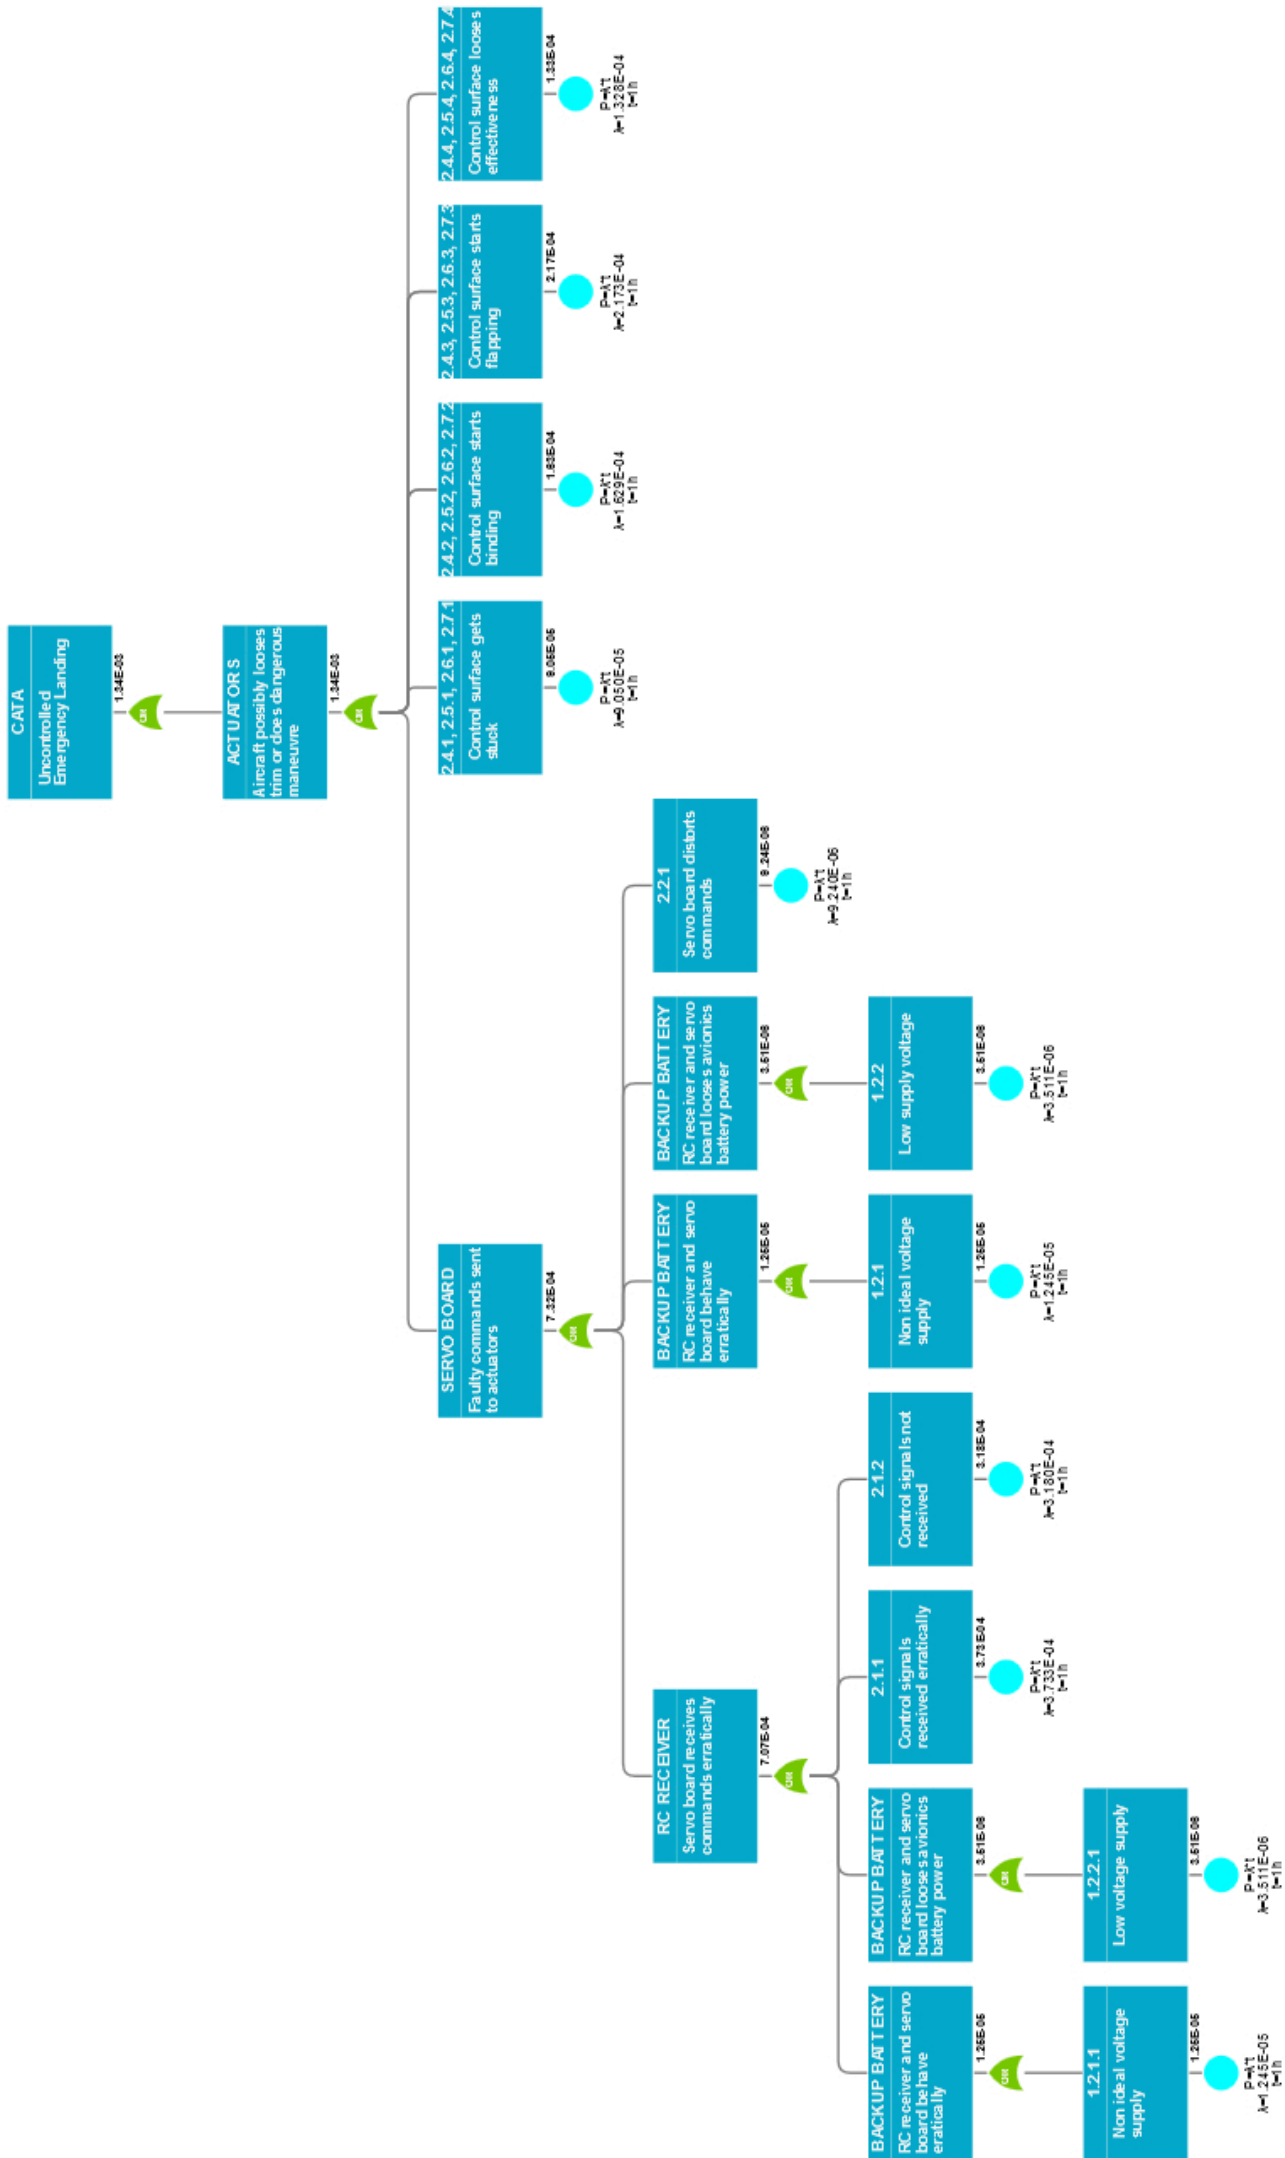 CATA
Uncontrolled
Emergency Landing
1.34E-03
OR
ACTUATORS
Aircraft possibly looses
trim or does dangerous
maneuvre
1.34E-03
OR
SERVO BOARD
Faulty commands sent
to actuators
7.32E-04
OR
2.4.1, 2.5.1, 2.6.1, 2.7.1
Control surface gets
stuck
9.05E-05
P=λ*t
λ=9.050E-05
t=1h
2.4.2, 2.5.2, 2.6.2, 2.7.2
Control surface starts
binding
1.63E-04
P=λ*t
λ=1.629E-04
t=1h
2.4.3, 2.5.3, 2.6.3, 2.7.3
Control surface starts
flapping
2.17E-04
P=λ*t
λ=2.173E-04
t=1h
2.4.4, 2.5.4, 2.6.4, 2.7.4
Control surface looses
effectiveness
1.33E-04
P=λ*t
λ=1.328E-04
t=1h
RC RECEIVER
Servo board receives
commands erratically
7.07E-04
OR
BACKUP BATTERY
RC receiver and servo
board behave
erratically
1.25E-05
OR
BACKUP BATTERY
RC receiver and servo
board looses avionics
battery power
3.51E-06
OR
2.2.1
Servo board distorts
commands
9.24E-06
P=λ*t
λ=9.240E-06
t=1h
BACKUP BATTERY
RC receiver and servo
board behave
eratically
1.25E-05
OR
BACKUP BATTERY
RC receiver and servo
board looses avionics
battery power
3.51E-06
OR
2.1.1
Control signals
received erratically
3.73E-04
P=λ*t
λ=3.733E-04
t=1h
2.1.2
Control signals not
received
3.18E-04
P=λ*t
λ=3.180E-04
t=1h
1.2.1
Non ideal voltage
supply
1.25E-05
P=λ*t
λ=1.245E-05
t=1h
1.2.2
Low supply voltage
3.51E-06
P=λ*t
λ=3.511E-06
t=1h
1.2.1.1
Non ideal voltage
supply
1.25E-05
P=λ*t
λ=1.245E-05
t=1h
1.2.2.1
Low voltage supply
3.51E-06
P=λ*t
λ=3.511E-06
t=1h